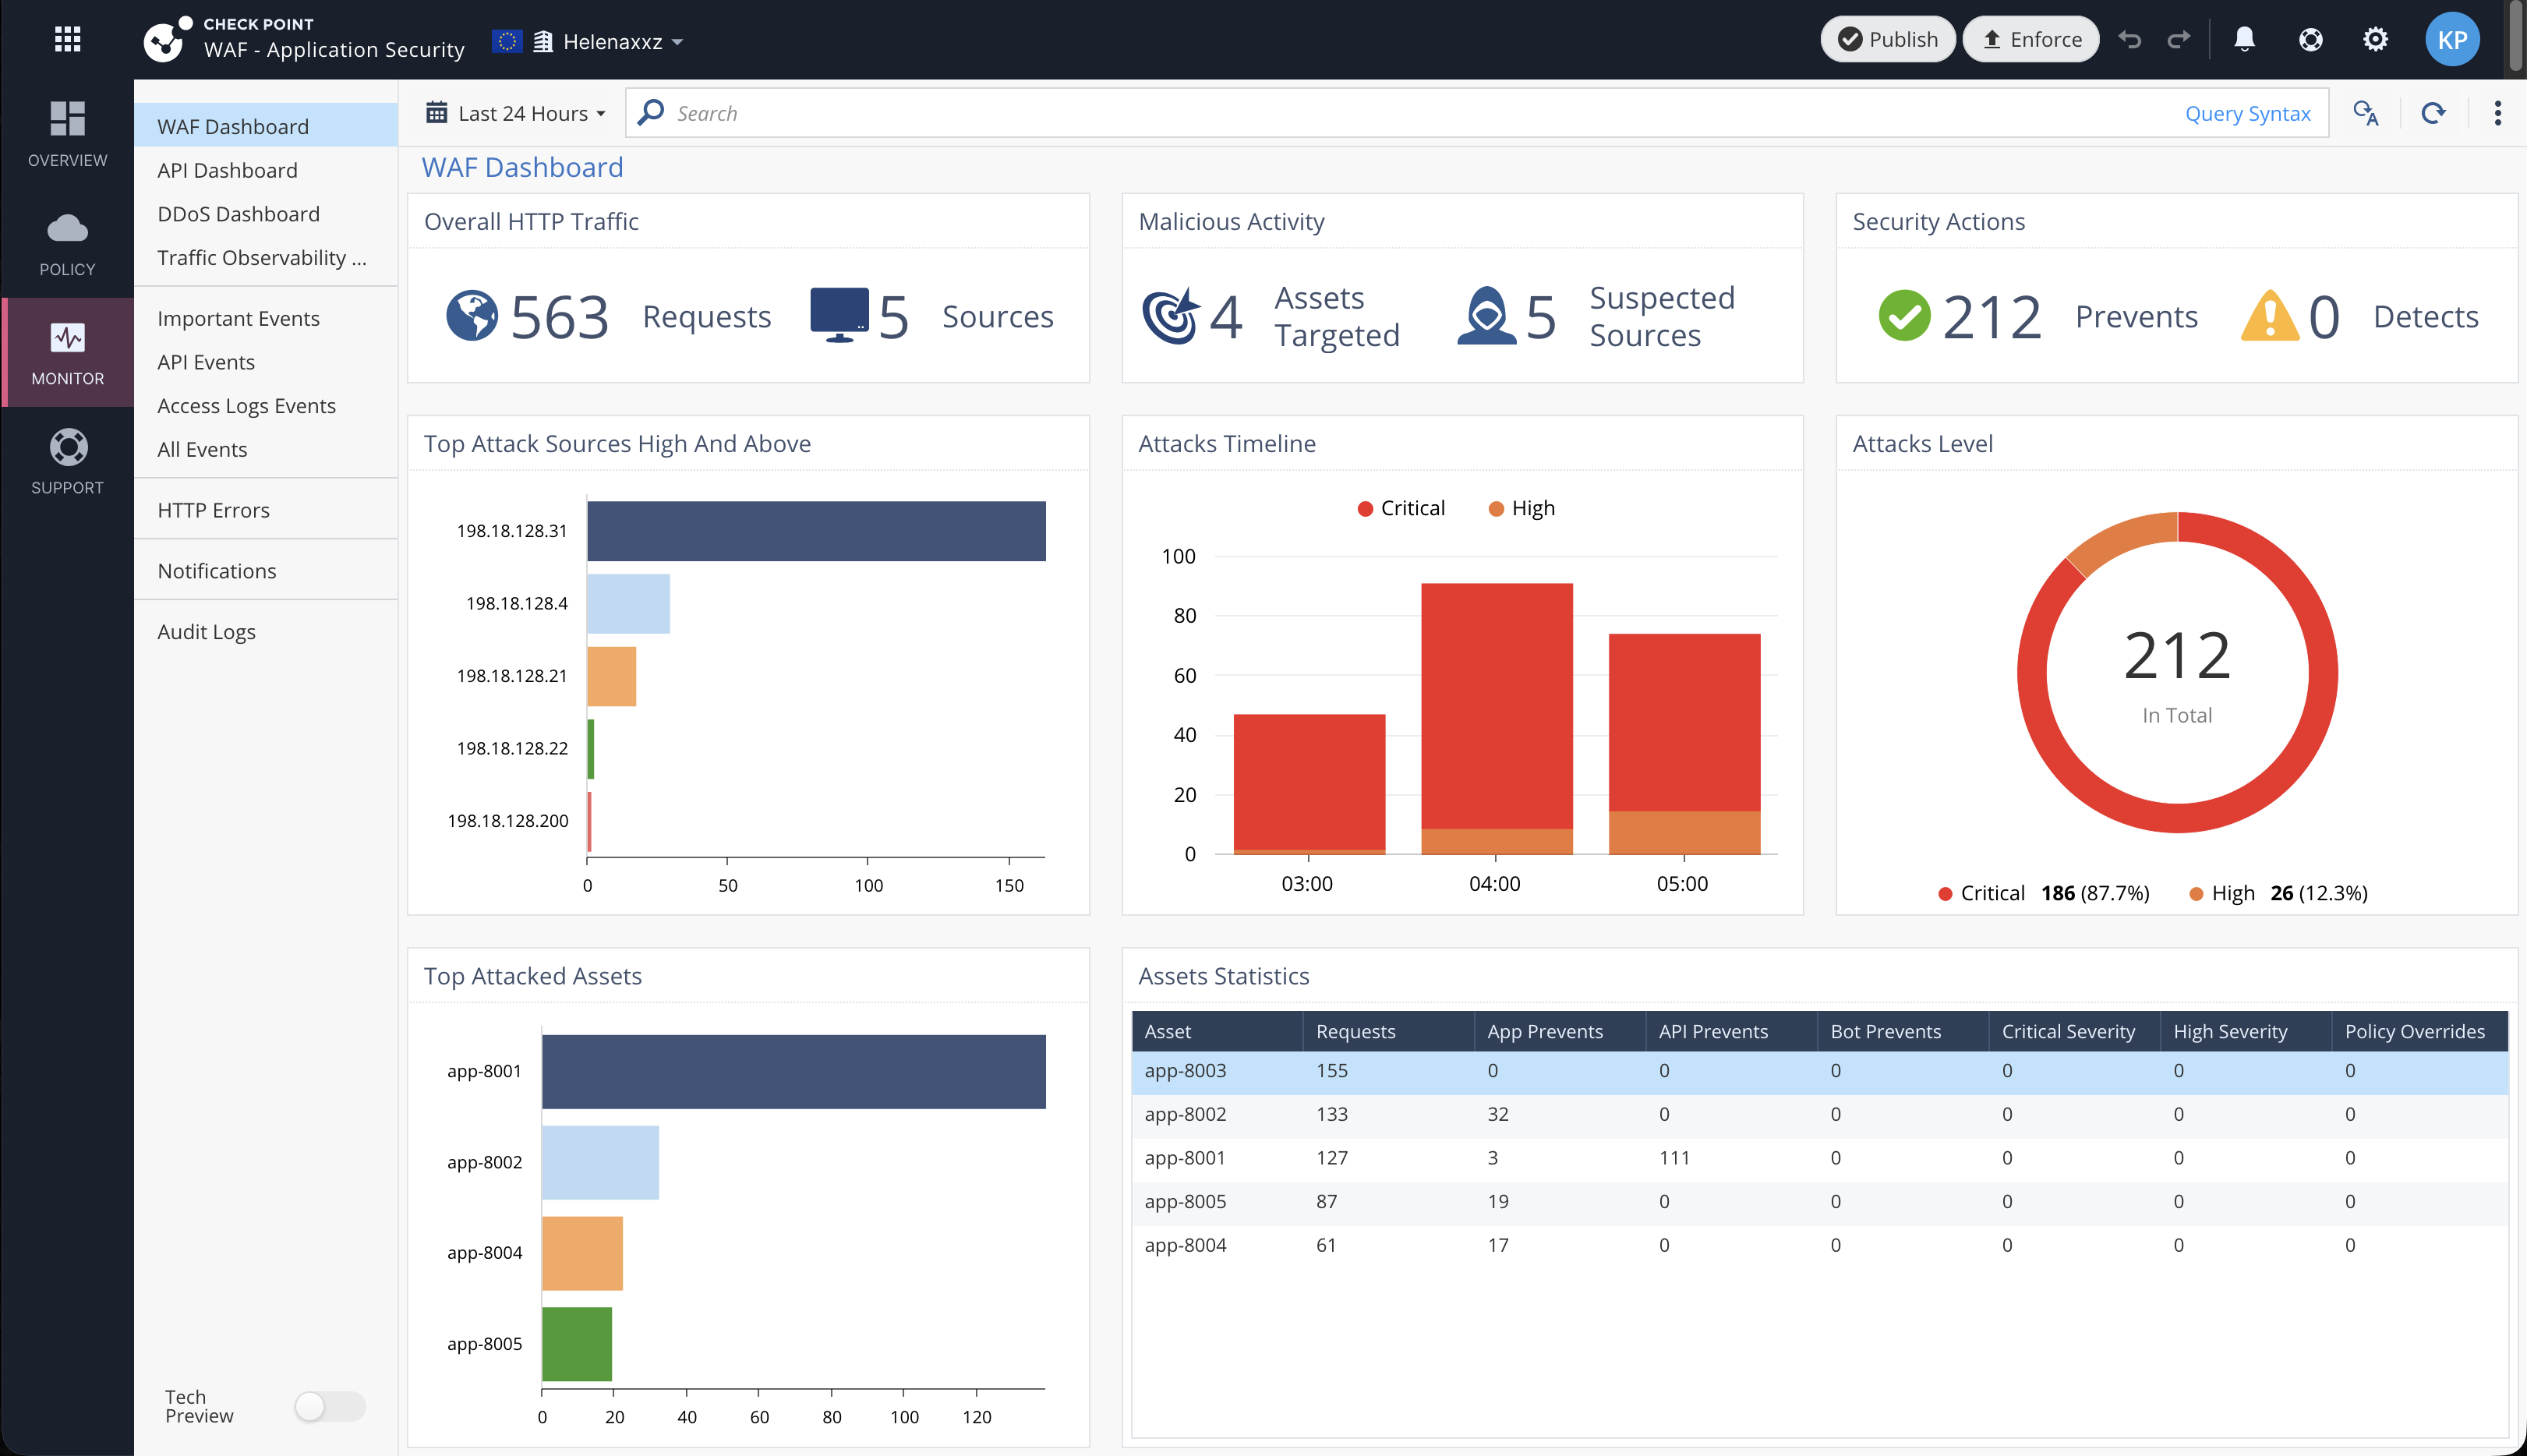 CHECK POINT
WAF - Application Security
Helenaxxz
Publish
Enforce
KP
OVERVIEW
POLICY
MONITOR
SUPPORT
WAF Dashboard
API Dashboard
DDoS Dashboard
Traffic Observability ...
Important Events
API Events
Access Logs Events
All Events
HTTP Errors
Notifications
Audit Logs
Tech
Preview
Last 24 Hours
Search
Query Syntax
WAF Dashboard
Overall HTTP Traffic
563 Requests 5 Sources
Malicious Activity
4 Assets Targeted 5 Suspected Sources
Security Actions
212 Prevents 0 Detects
Top Attack Sources High And Above
198.18.128.31
198.18.128.4
198.18.128.21
198.18.128.22
198.18.128.200
0 50 100 150
Attacks Timeline
Critical High
100
80
60
40
20
0
03:00 04:00 05:00
Attacks Level
212
In Total
Critical 186 (87.7%) High 26 (12.3%)
Top Attacked Assets
app-8001
app-8002
app-8004
app-8005
0 20 40 60 80 100 120
Assets Statistics
Asset Requests App Prevents API Prevents Bot Prevents Critical Severity High Severity Policy Overrides
app-8003 155 0 0 0 0 0 0
app-8002 133 32 0 0 0 0 0
app-8001 127 3 111 0 0 0 0
app-8005 87 19 0 0 0 0 0
app-8004 61 17 0 0 0 0 0